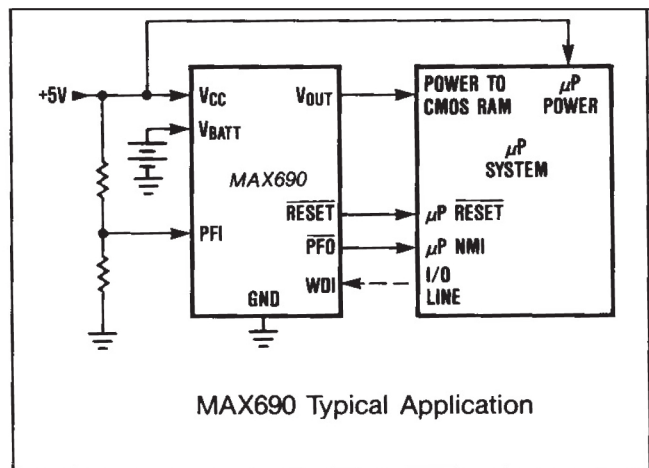 +5V
VCC
VBATT
PFI
MAX690
VOUT
RESET
PFO
WDI
GND
POWER TO
CMOS RAM
µP
POWER
µP
SYSTEM
µP RESET
µP NMI
I/O
LINE
MAX690 Typical Application